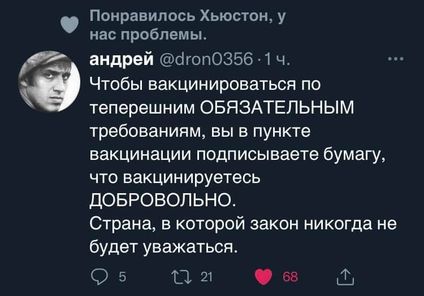 Понравилось Хьюстон, у
нас проблемы.
андрей @dron0356 · 1 ч.
Чтобы вакцинироваться по
теперешним ОБЯЗАТЕЛЬНЫМ
требованиям, вы в пункте
вакцинации подписываете бумагу,
что вакцинируетесь
ДОБРОВОЛЬНО.
Страна, в которой закон никогда не
будет уважаться.
5 21 68